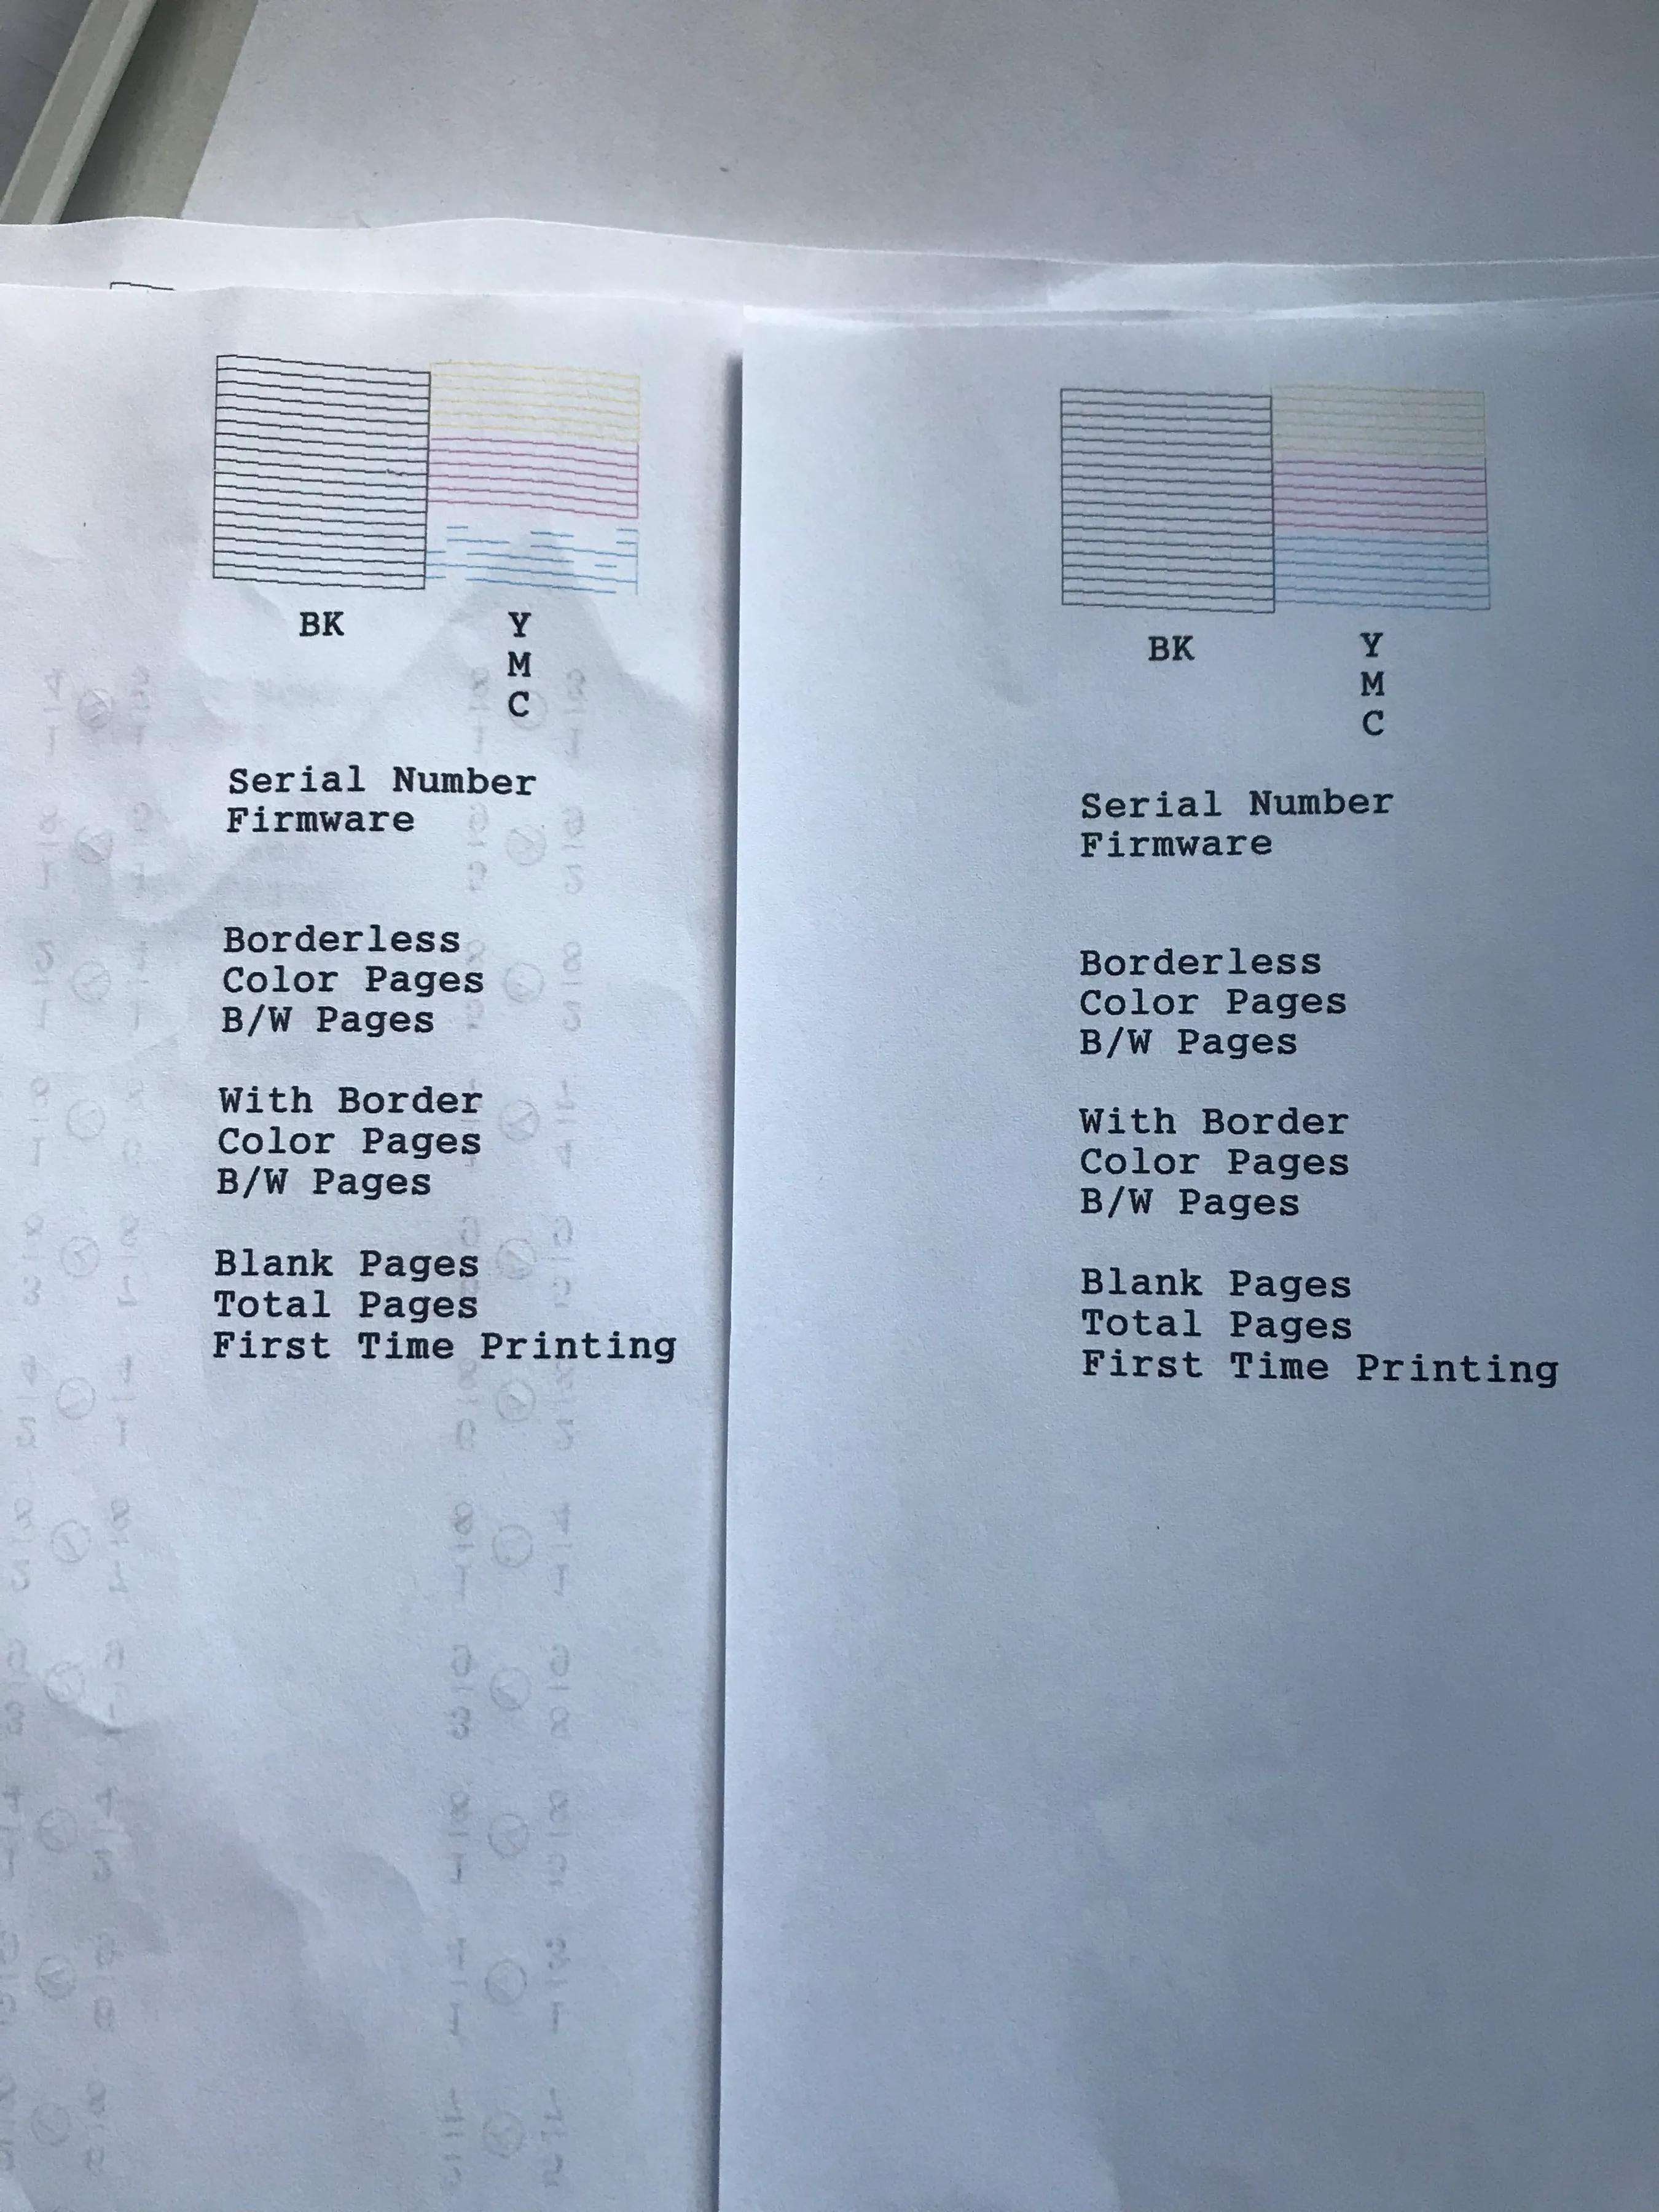 BK
Y
M
C
Serial Number
Firmware
Borderless
Color Pages
B/W Pages
With Border
Color Pages
B/W Pages
Blank Pages
Total Pages
First Time Printing
BK
Y
M
C
Serial Number
Firmware
Borderless
Color Pages
B/W Pages
With Border
Color Pages
B/W Pages
Blank Pages
Total Pages
First Time Printing